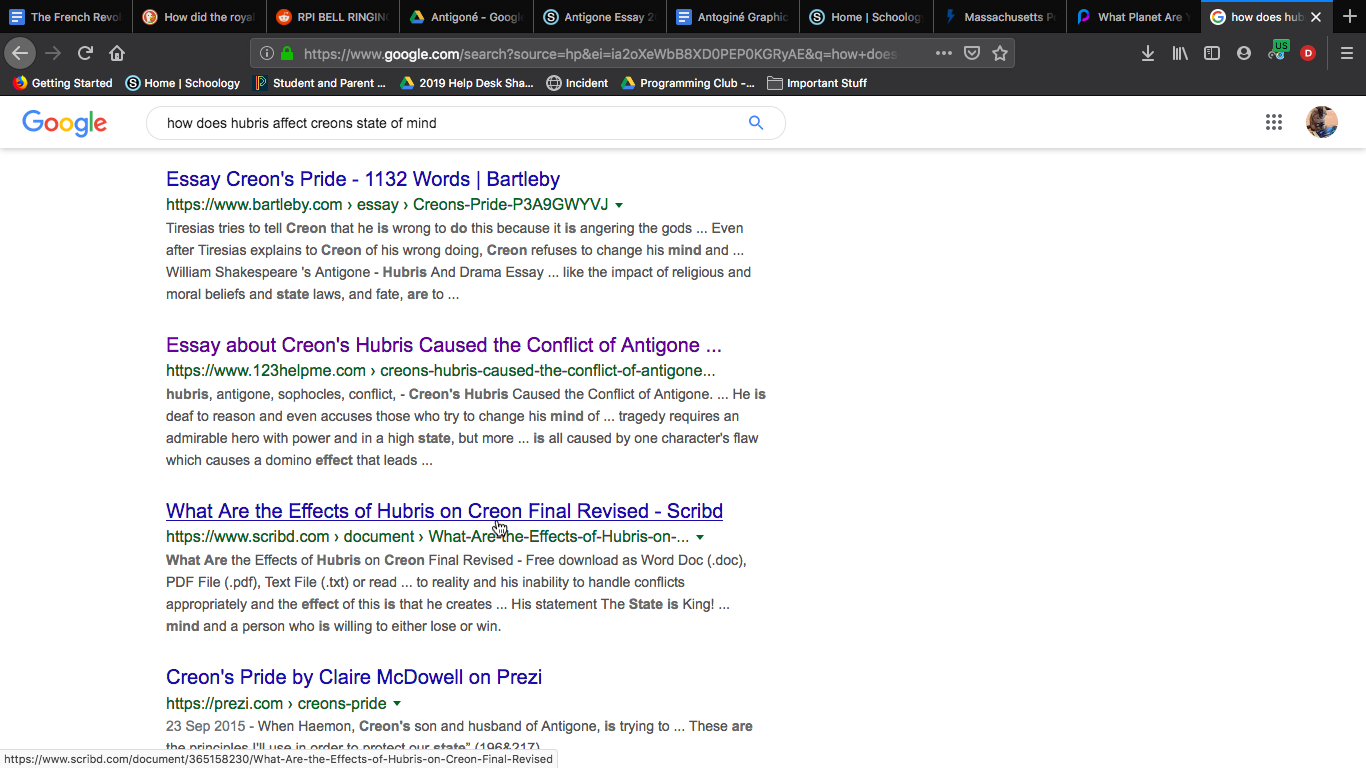 The French Revol
How did the royal
RPI BELL RINGING
Antigoné - Google
Antigone Essay 2
Antoginé Graphic
Home | Schoology
Massachusetts P
What Planet Are Y
how does hub
https://www.google.com/search?source=hp&ei=ia2oXeWbB8XD0PEP0KGRyAE&q=how+does
US
D
Getting Started
Home | Schoology
Student and Parent ...
2019 Help Desk Sha...
Incident
Programming Club -...
Important Stuff
Google
how does hubris affect creons state of mind
Essay Creon's Pride - 1132 Words | Bartleby
https://www.bartleby.com › essay › Creons-Pride-P3A9GWYVJ
Tiresias tries to tell Creon that he is wrong to do this because it is angering the gods ... Even
after Tiresias explains to Creon of his wrong doing, Creon refuses to change his mind and ...
William Shakespeare 's Antigone - Hubris And Drama Essay ... like the impact of religious and
moral beliefs and state laws, and fate, are to ...
Essay about Creon's Hubris Caused the Conflict of Antigone ...
https://www.123helpme.com › creons-hubris-caused-the-conflict-of-antigone...
hubris, antigone, sophocles, conflict, - Creon's Hubris Caused the Conflict of Antigone. ... He is
deaf to reason and even accuses those who try to change his mind of ... tragedy requires an
admirable hero with power and in a high state, but more ... is all caused by one character's flaw
which causes a domino effect that leads ...
What Are the Effects of Hubris on Creon Final Revised - Scribd
https://www.scribd.com › document › What-Are-the-Effects-of-Hubris-on-...
What Are the Effects of Hubris on Creon Final Revised - Free download as Word Doc (.doc),
PDF File (.pdf), Text File (.txt) or read ... to reality and his inability to handle conflicts
appropriately and the effect of this is that he creates ... His statement The State is King! ...
mind and a person who is willing to either lose or win.
Creon's Pride by Claire McDowell on Prezi
https://prezi.com › creons-pride
23 Sep 2015 - When Haemon, Creon's son and husband of Antigone, is trying to ... These are
the principles I'll use in order to protect our state" (196&217).
https://www.scribd.com/document/365158230/What-Are-the-Effects-of-Hubris-on-Creon-Final-Revised